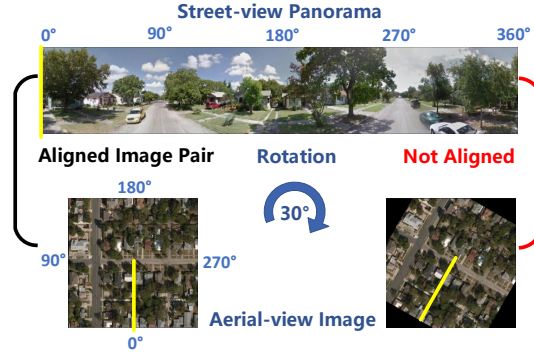 Street-view Panorama
0° 90° 180° 270° 360°
Aligned Image Pair Rotation Not Aligned
180°
30°
90° 270°
0°
Aerial-view Image